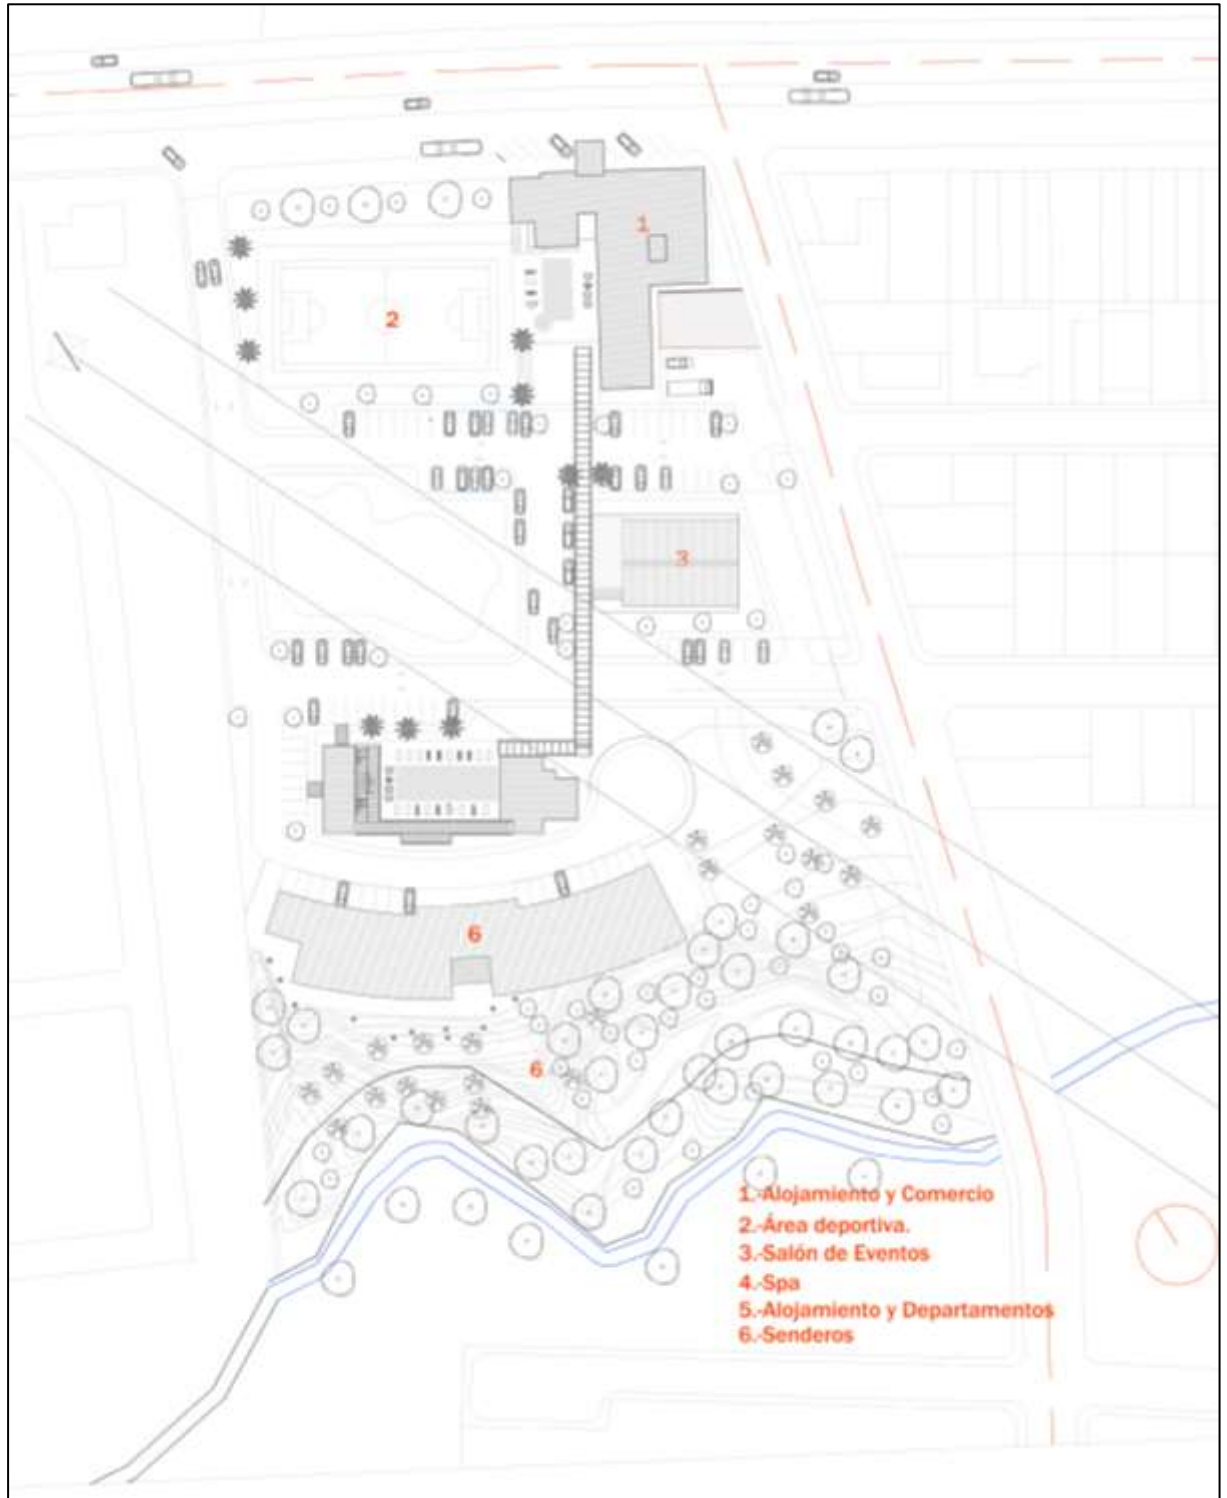 1
2
3
6
6
1.-Alojamiento y Comercio
2.-Área deportiva.
3.-Salón de Eventos
4.-Spa
5.-Alojamiento y Departamentos
6.-Senderos